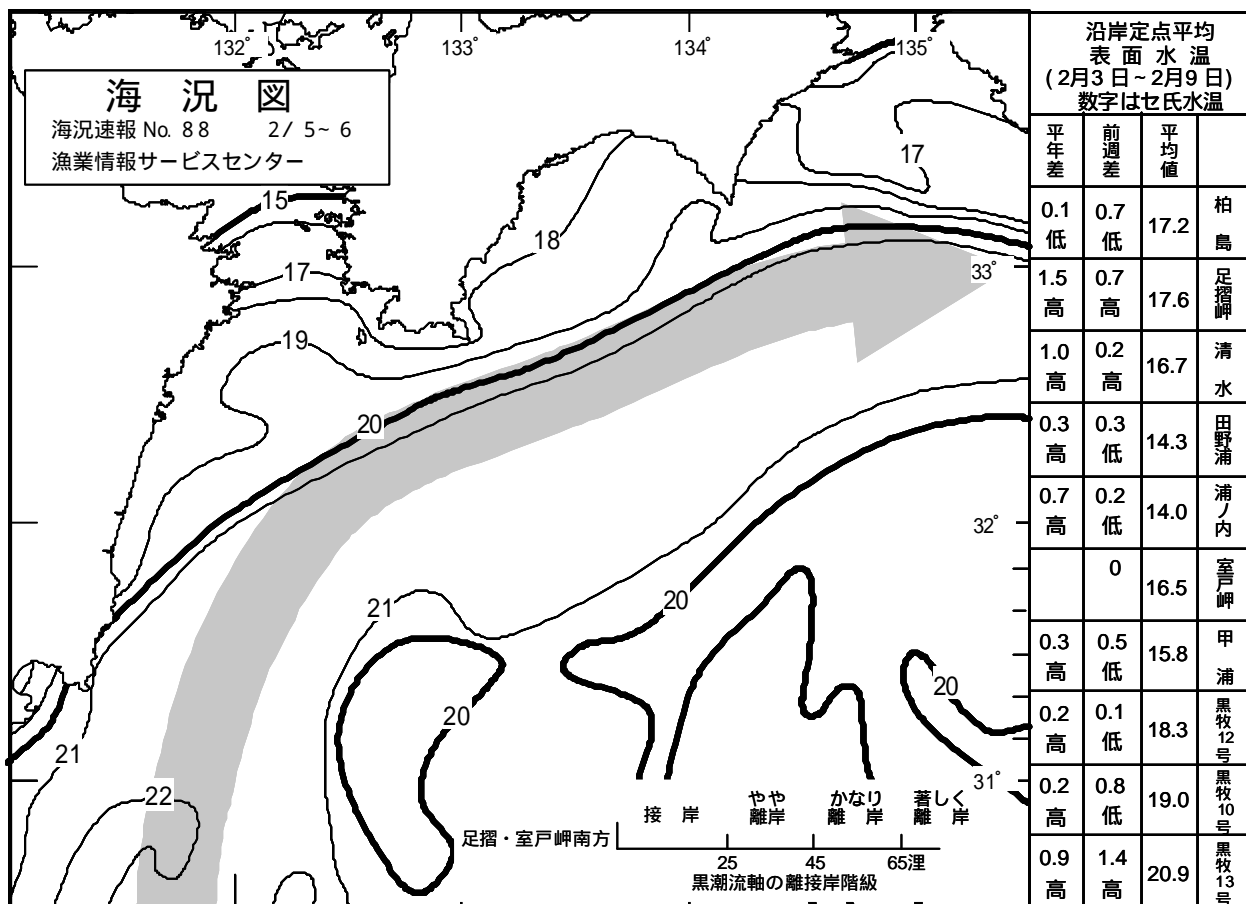 132°
133°
134°
135°
海 況 図
海況速報 No. 88 2/ 5~ 6
漁業情報サービスセンター
15
17
17
18
19
20
33°
32°
21
20
20
20
21
22
31°
接 岸
やや
離岸
かなり
離 岸
著しく
離 岸
足摺・室戸岬南方
25 45 65浬
黒潮流軸の離接岸階級
沿岸定点平均
表 面 水 温
( 2月3 日 ~ 2月9 日)
数字はセ氏水温
平年差 前週差 平均値
0.1低 0.7低 17.2 柏島
1.5高 0.7高 17.6 足摺岬
1.0高 0.2高 16.7 清水
0.3高 0.3低 14.3 田野浦
0.7高 0.2低 14.0 浦ノ内
0 16.5 室戸岬
0.3高 0.5低 15.8 甲浦
0.2高 0.1低 18.3 黒牧12号
0.2高 0.8低 19.0 黒牧10号
0.9高 1.4高 20.9 黒牧13号